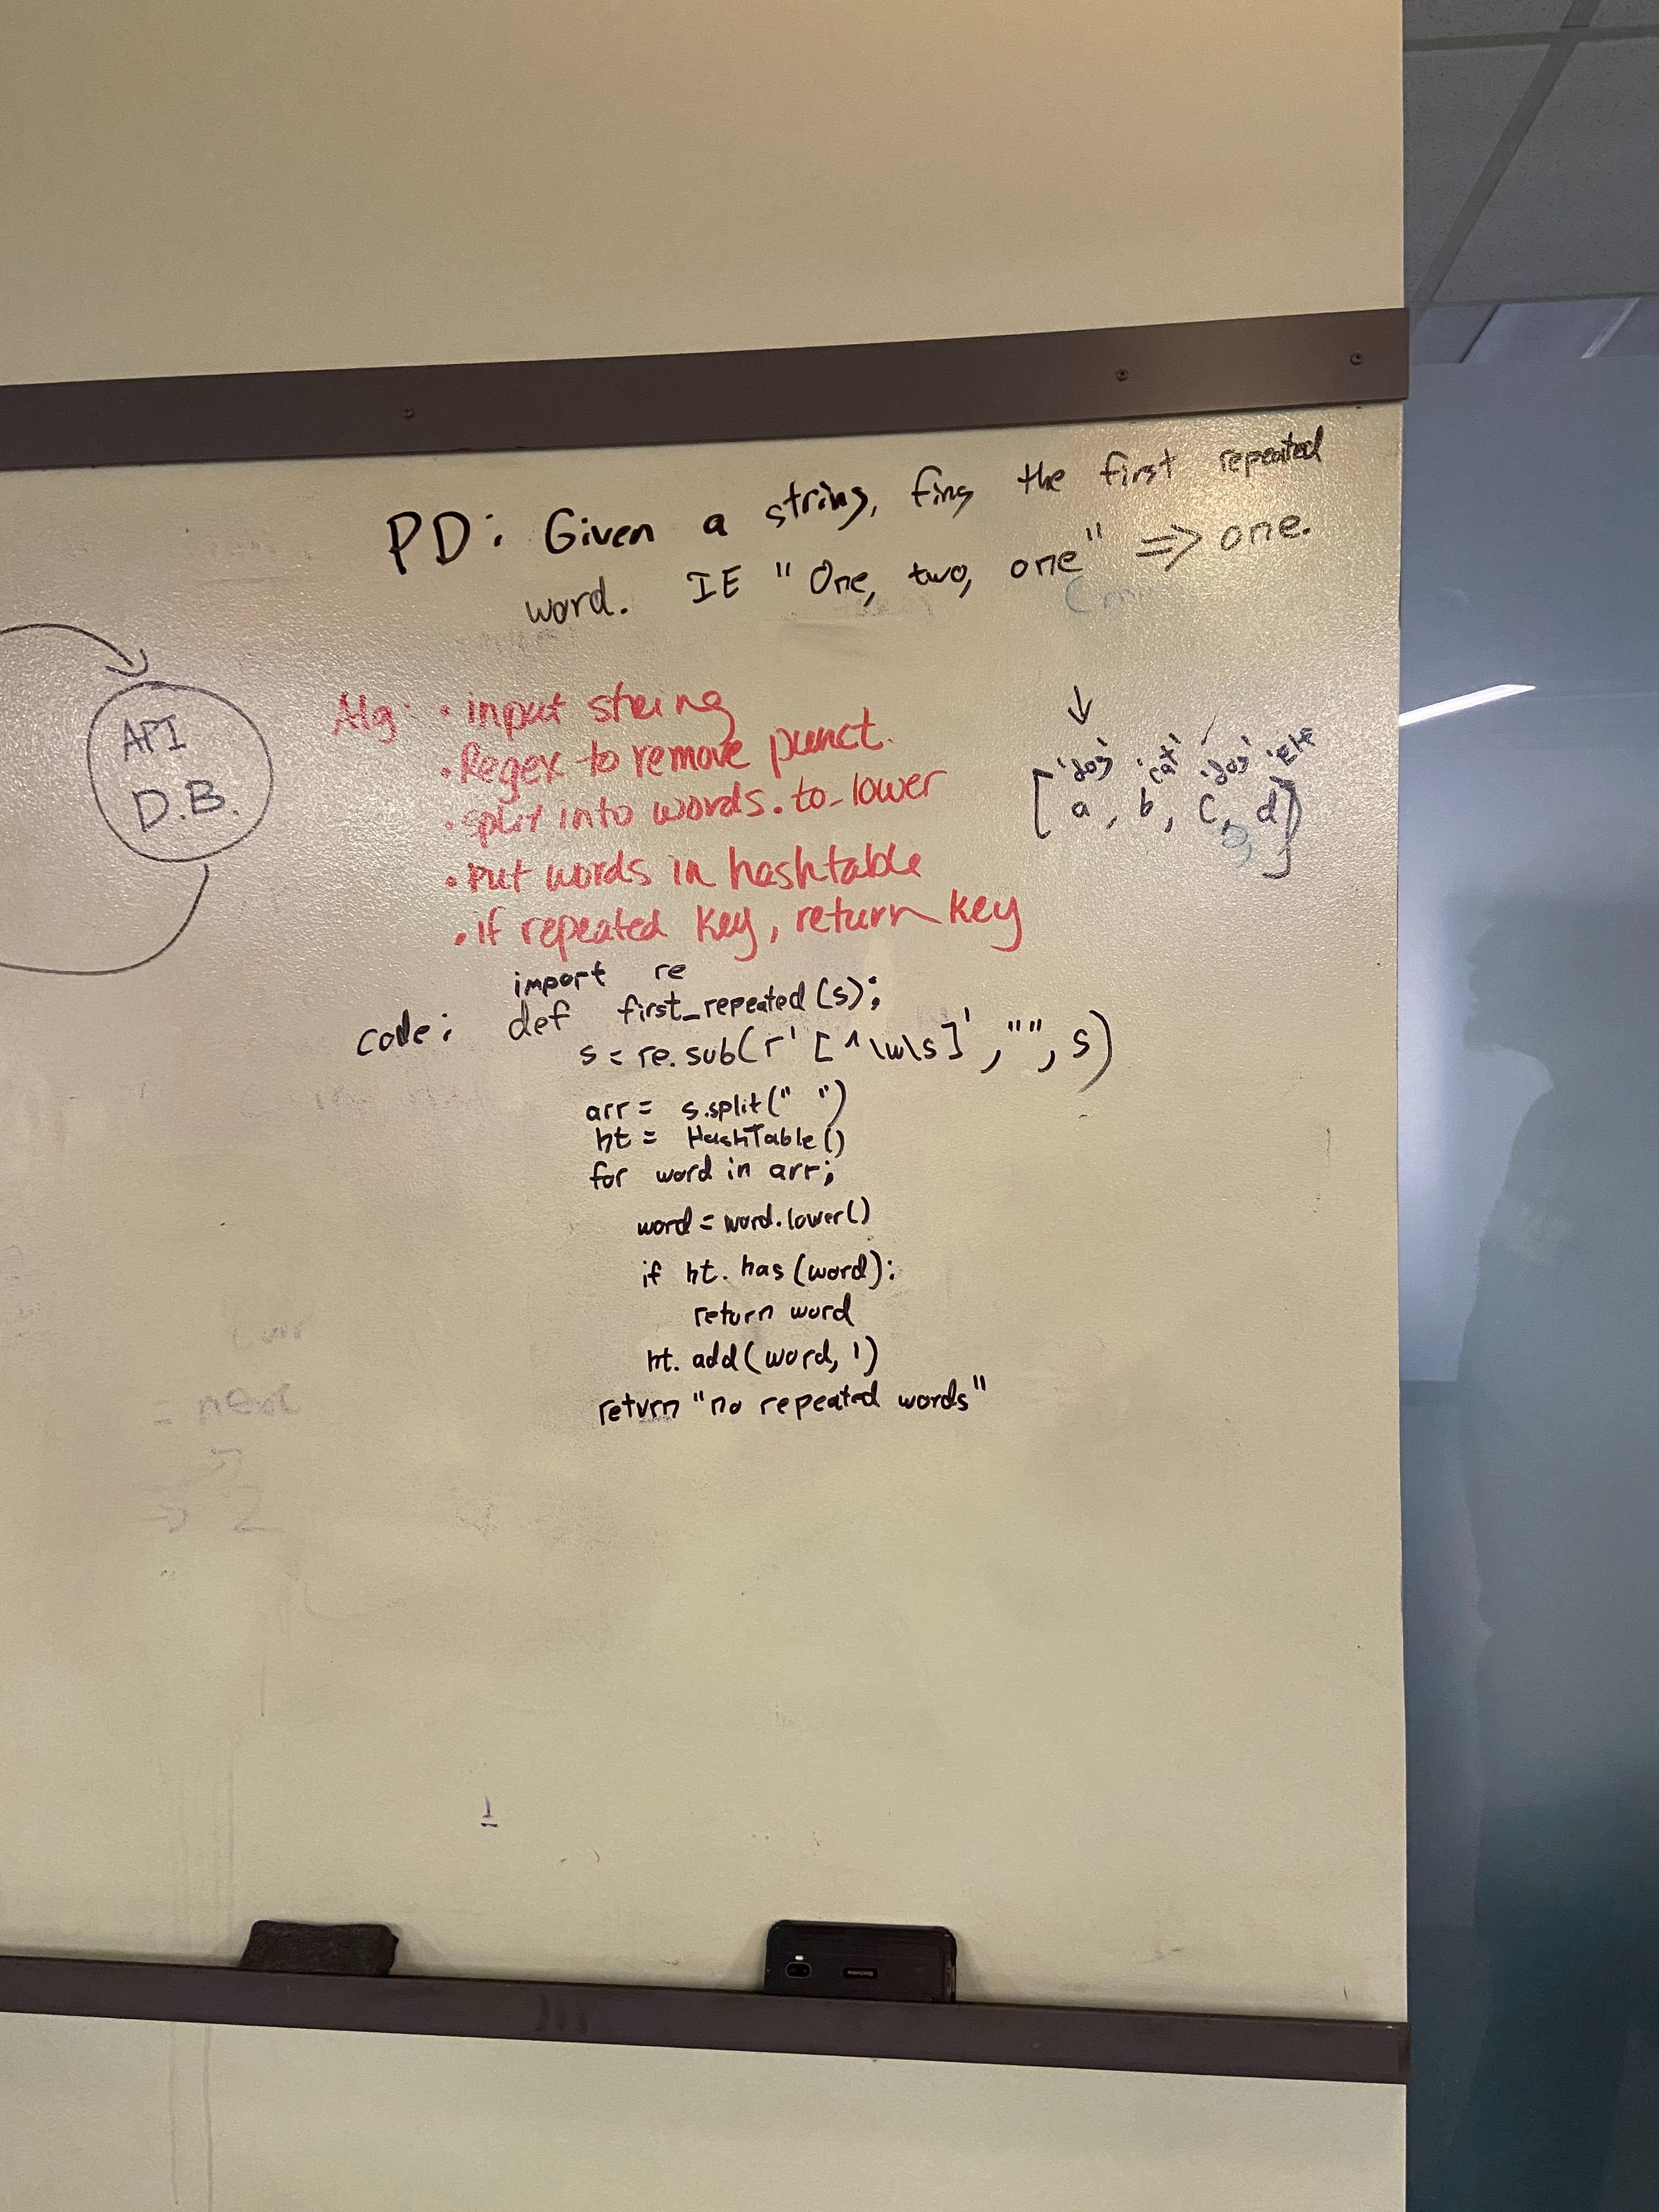 PD: Given a string, fing the first repeated
word. IE "One, two, one" => one.
API
D.B.
Alg: • input string
• Regex to remove punct.
• split into words.to_lower
• Put words in hashtable
• if repeated key, return key
↓
'dog' 'cat' 'dog'
[a, b, c, d]
import re
code: def first_repeated(s):
s = re.sub(r'[^\w\s]', "", s)
arr = s.split(" ")
ht = HashTable()
for word in arr:
word = word.lower()
if ht.has(word):
return word
ht.add(word, 1)
return "no repeated words"
= next
2
1